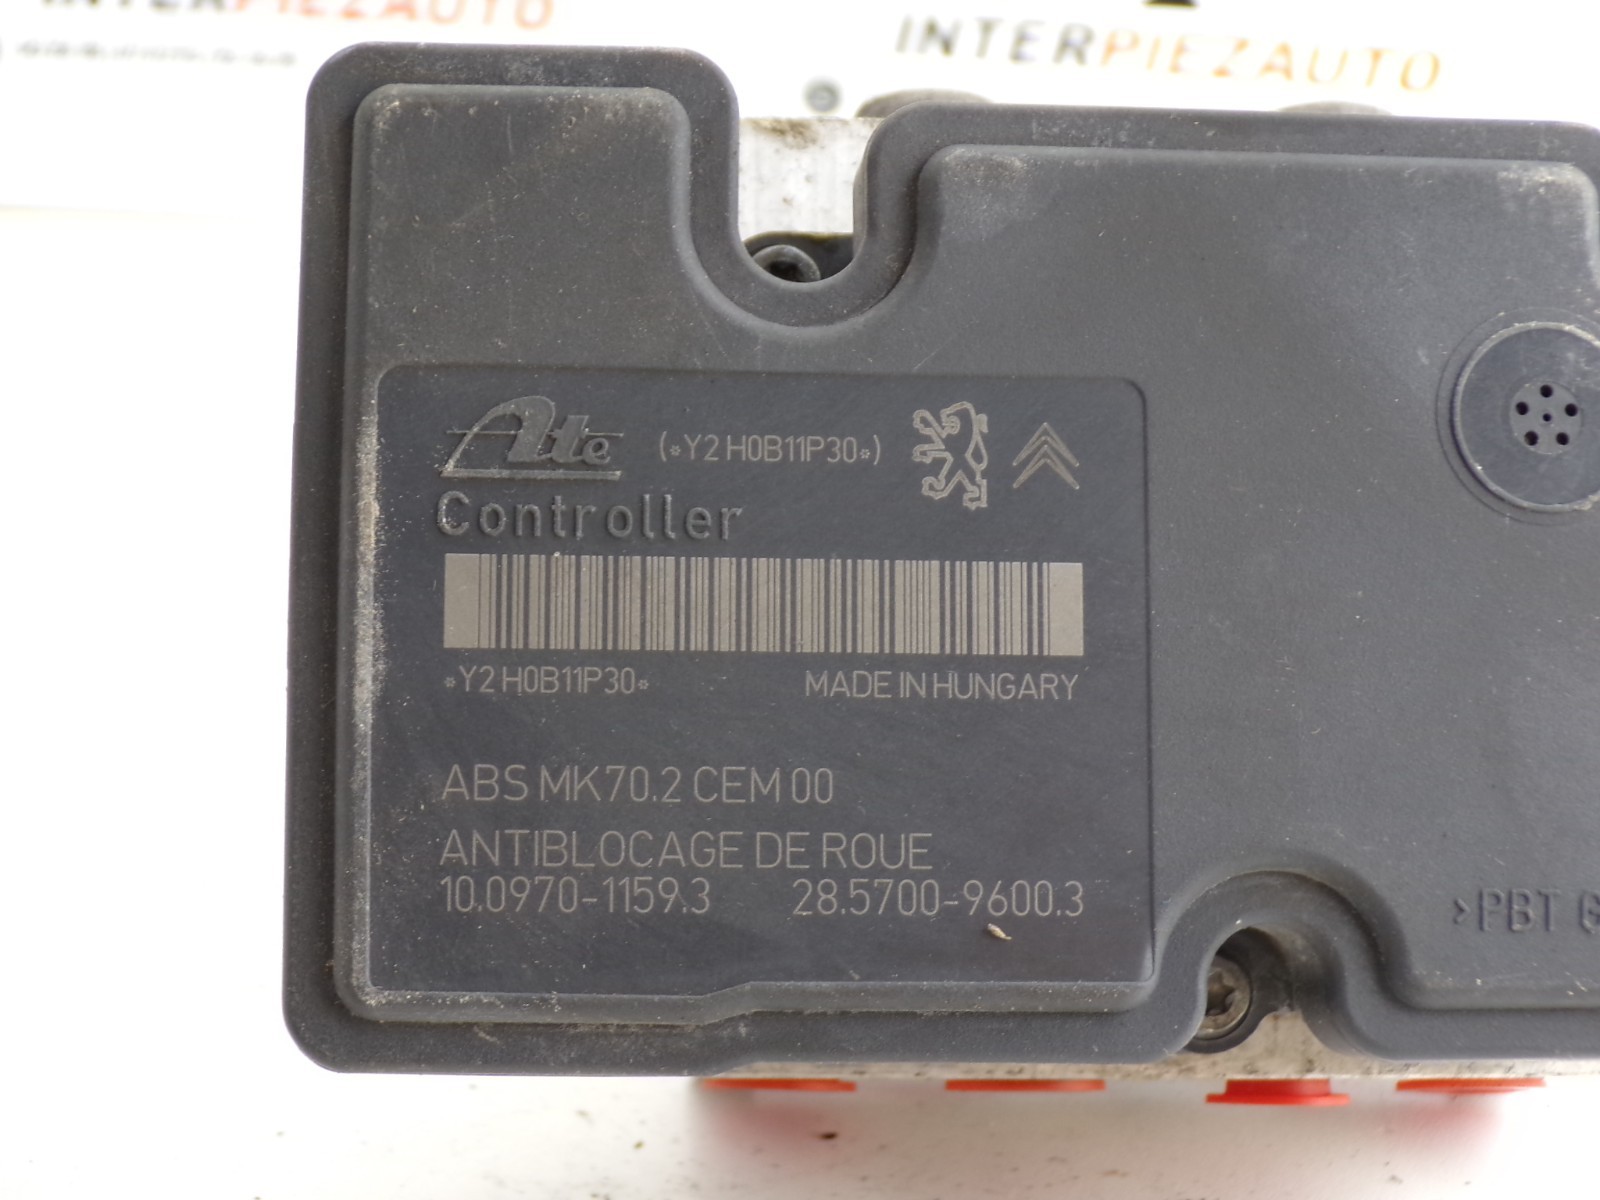 INTERPIEZAUTO
INTERPIEZAUTO
Ate
(*Y2 H0B11P30*)
Controller
*Y2 H0B11P30*
MADE IN HUNGARY
ABS MK70.2 CEM 00
ANTIBLOCAGE DE ROUE
10.0970-1159.3 28.5700-9600.3
>PBT G